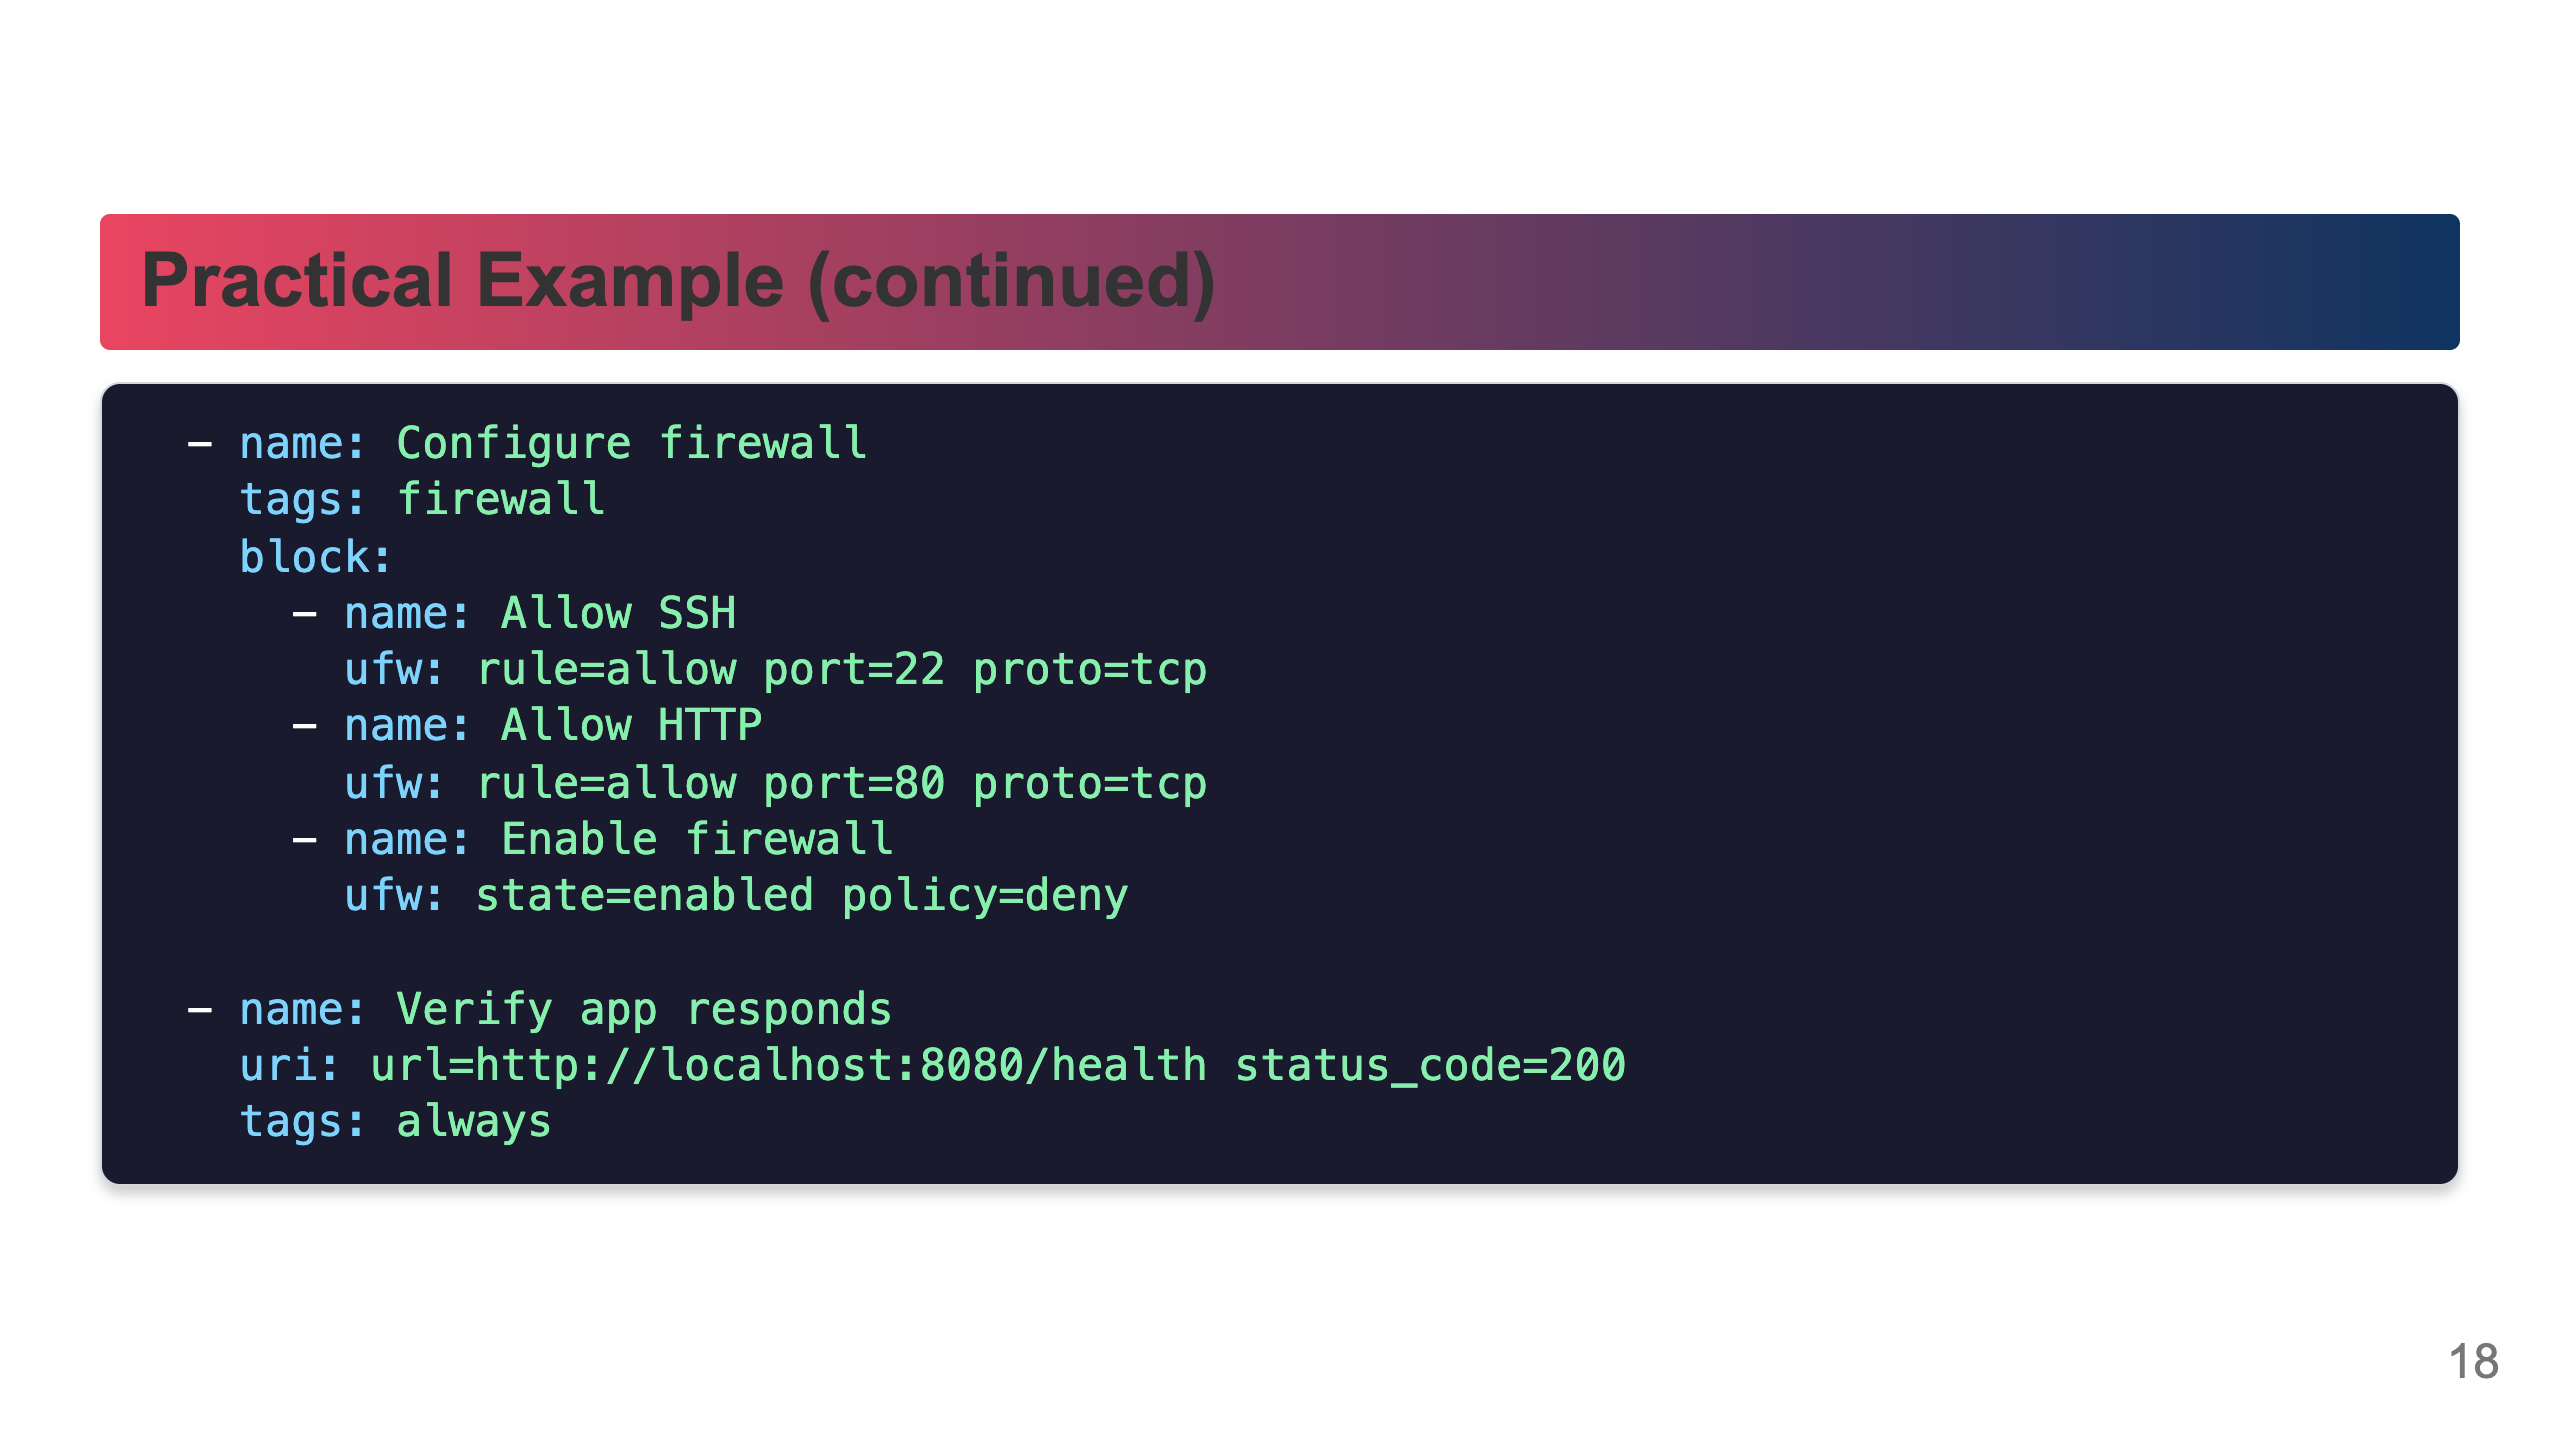 Practical Example (continued)
- name: Configure firewall
  tags: firewall
  block:
    - name: Allow SSH
      ufw: rule=allow port=22 proto=tcp
    - name: Allow HTTP
      ufw: rule=allow port=80 proto=tcp
    - name: Enable firewall
      ufw: state=enabled policy=deny

- name: Verify app responds
  uri: url=http://localhost:8080/health status_code=200
  tags: always
18